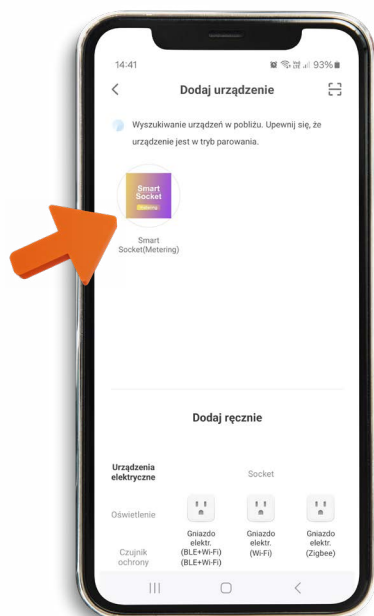 14:41
93%
Dodaj urządzenie
Wyszukiwanie urządzeń w pobliżu. Upewnij się, że
urządzenie jest w tryb parowania.
Smart
Socket
Smart
Socket(Metering)
Dodaj ręcznie
Urządzenia
elektryczne
Socket
Oświetlenie
Gniazdo
elektr.
(BLE+Wi-Fi)
(BLE+Wi-Fi)
Gniazdo
elektr.
(Wi-Fi)
Gniazdo
elektr.
(Zigbee)
Czujnik
ochrony